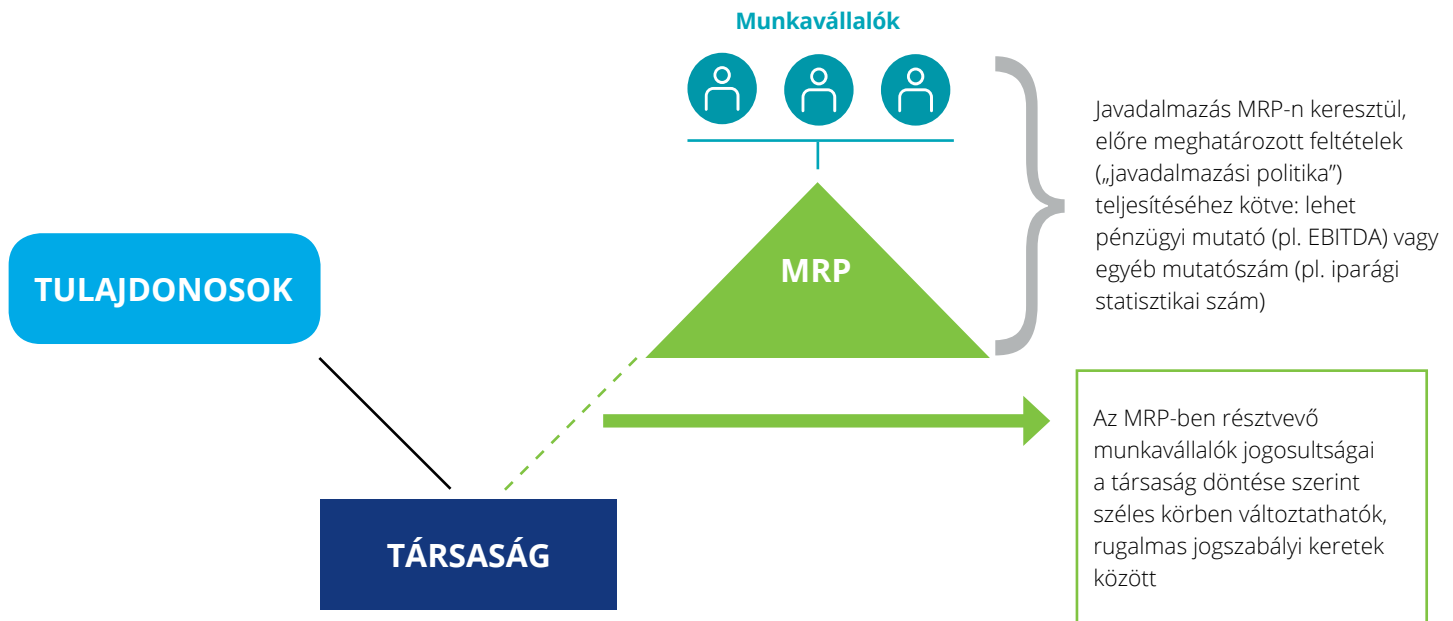 Munkavállalók
Javadalmazás MRP-n keresztül,
előre meghatározott feltételek
(„javadalmazási politika”)
teljesítéséhez kötve: lehet
pénzügyi mutató (pl. EBITDA) vagy
egyéb mutatószám (pl. iparági
statisztikai szám)
MRP
TULAJDONOSOK
Az MRP-ben résztvevő
munkavállalók jogosultságai
a társaság döntése szerint
széles körben változtathatók,
rugalmas jogszabályi keretek
között
TÁRSASÁG